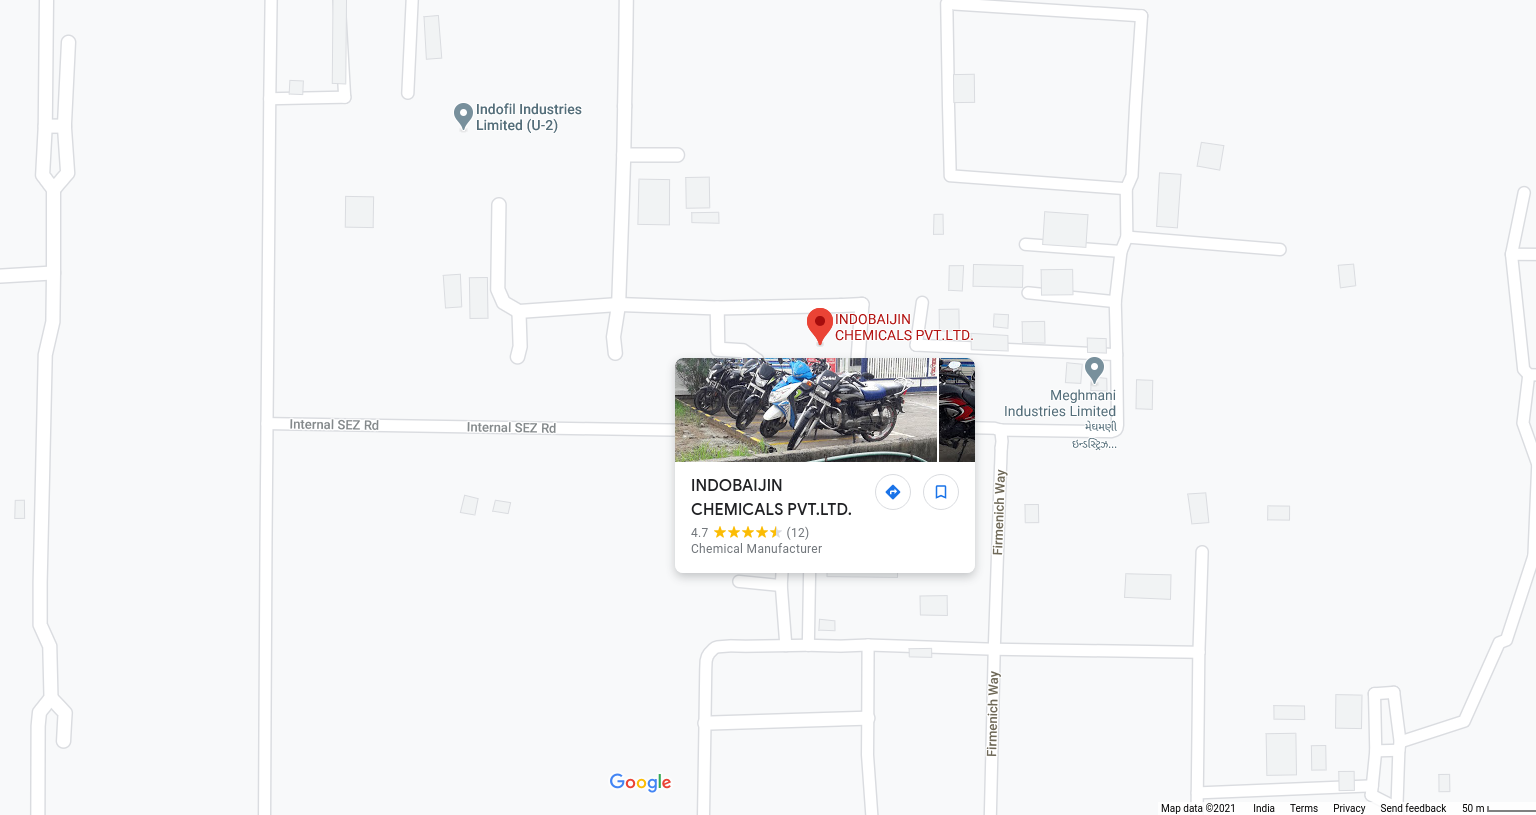 Indofil Industries
Limited (U-2)
INDOBAIJIN
CHEMICALS PVT.LTD.
Meghmani
Industries Limited
મેઘમણી
ઇન્ડસ્ટ્રિઝ...
Internal SEZ Rd
Internal SEZ Rd
INDOBAIJIN
CHEMICALS PVT.LTD.
4.7 (12)
Chemical Manufacturer
Firmenich Way
Firmenich Way
Google
Map data ©2021 India Terms Privacy Send feedback 50 m